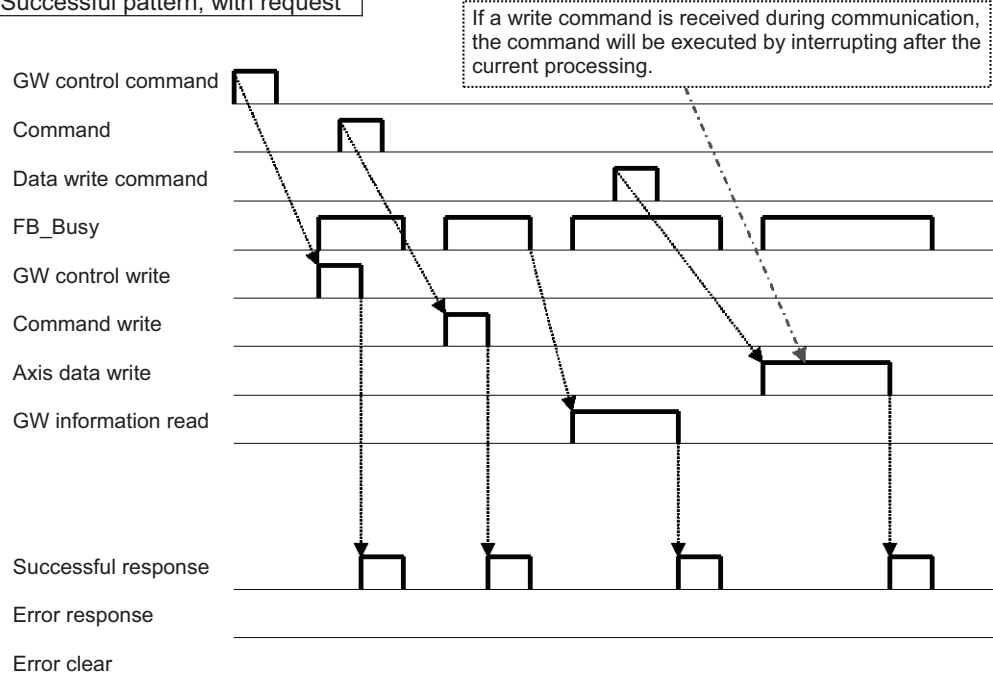 Successful pattern, with request
If a write command is received during communication,
the command will be executed by interrupting after the
current processing.
GW control command
Command
Data write command
FB_Busy
GW control write
Command write
Axis data write
GW information read
Successful response
Error response
Error clear